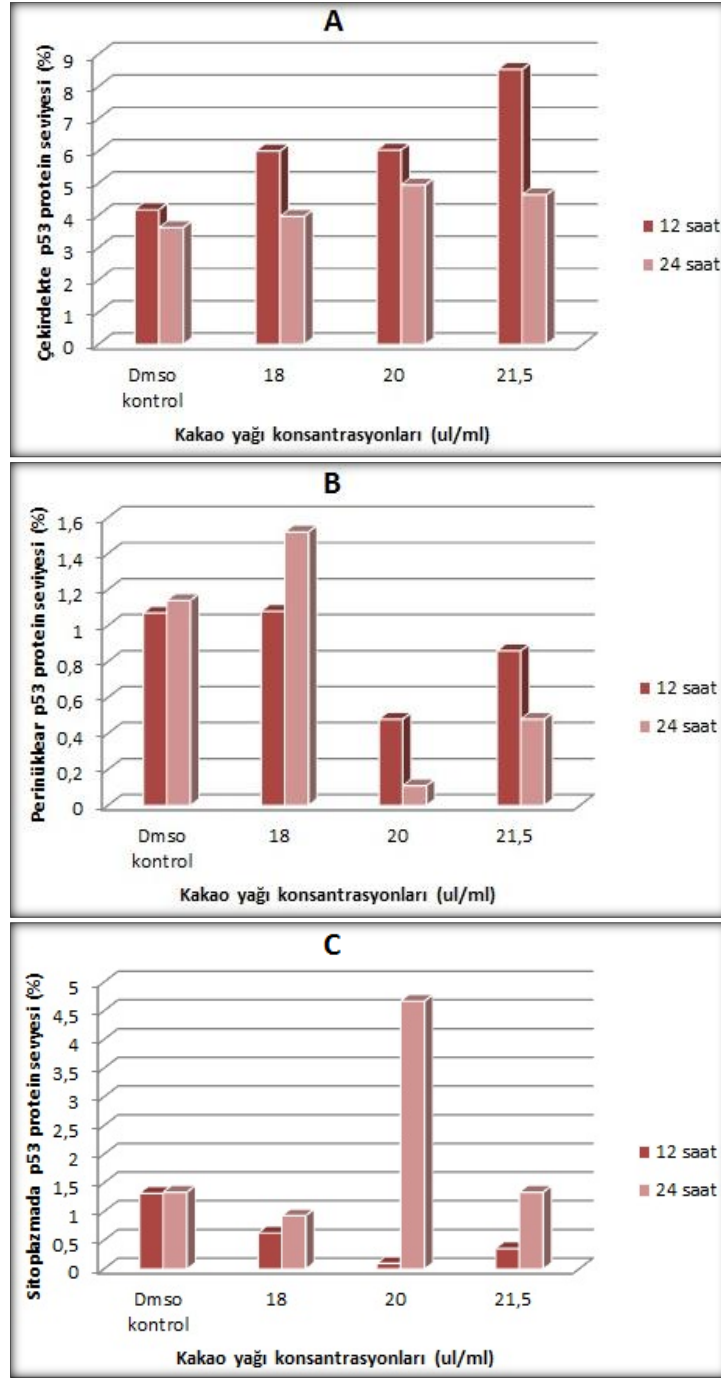 A
Çekirdekte p53 protein seviyesi (%)
9
8
7
6
5
4
3
2
1
0
Dmso kontrol
18
20
21,5
Kakao yağı konsantrasyonları (ul/ml)
12 saat
24 saat
B
Perinükkear p53 protein seviyesi (%)
1,6
1,4
1,2
1
0,8
0,6
0,4
0,2
0
Dmso kontrol
18
20
21,5
Kakao yağı konsantrasyonları (ul/ml)
12 saat
24 saat
C
Sitoplazmada p53 protein sevyesi (%)
5
4,5
4
3,5
3
2,5
2
1,5
1
0,5
0
Dmso kontrol
18
20
21,5
Kakao yağı konsantrasyonları (ul/ml)
12 saat
24 saat